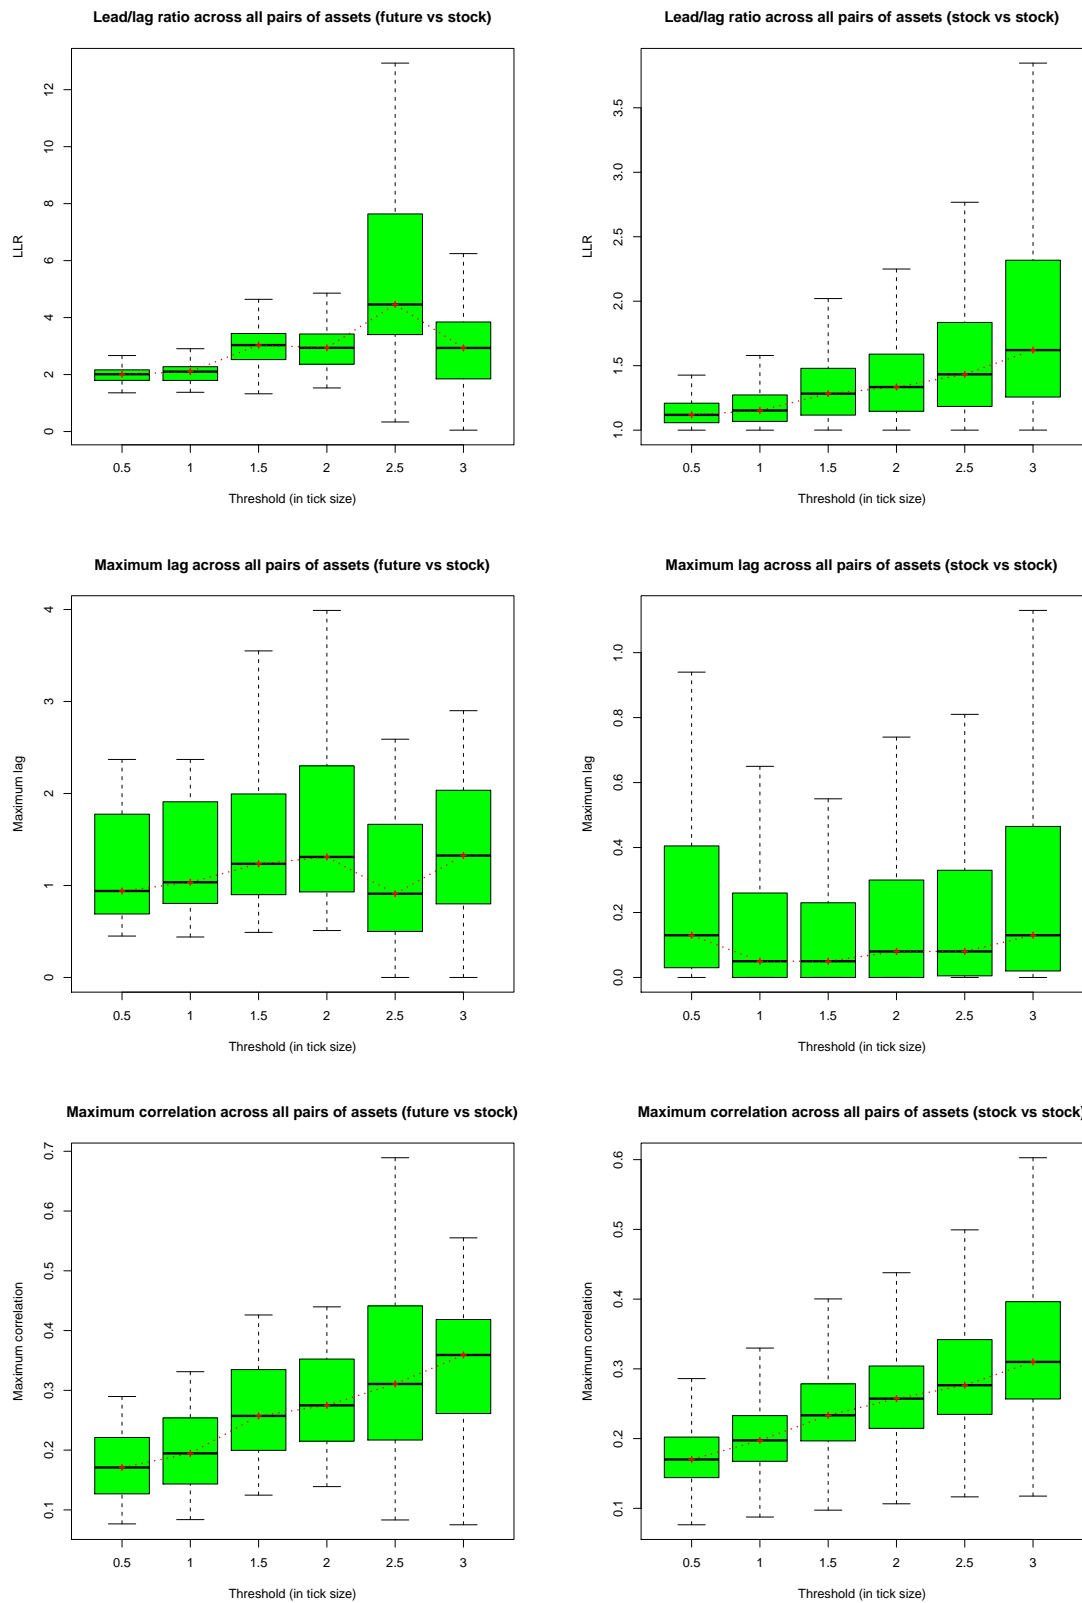 Lead/lag ratio across all pairs of assets (future vs stock)
LLR
0 2 4 6 8 10 12
0.5 1 1.5 2 2.5 3
Threshold (in tick size)
Lead/lag ratio across all pairs of assets (stock vs stock)
LLR
1.0 1.5 2.0 2.5 3.0 3.5
0.5 1 1.5 2 2.5 3
Threshold (in tick size)
Maximum lag across all pairs of assets (future vs stock)
Maximum lag
0 1 2 3 4
0.5 1 1.5 2 2.5 3
Threshold (in tick size)
Maximum lag across all pairs of assets (stock vs stock)
Maximum lag
0.0 0.2 0.4 0.6 0.8 1.0
0.5 1 1.5 2 2.5 3
Threshold (in tick size)
Maximum correlation across all pairs of assets (future vs stock)
Maximum correlation
0.1 0.2 0.3 0.4 0.5 0.6 0.7
0.5 1 1.5 2 2.5 3
Threshold (in tick size)
Maximum correlation across all pairs of assets (stock vs stock)
Maximum correlation
0.1 0.2 0.3 0.4 0.5 0.6
0.5 1 1.5 2 2.5 3
Threshold (in tick size)